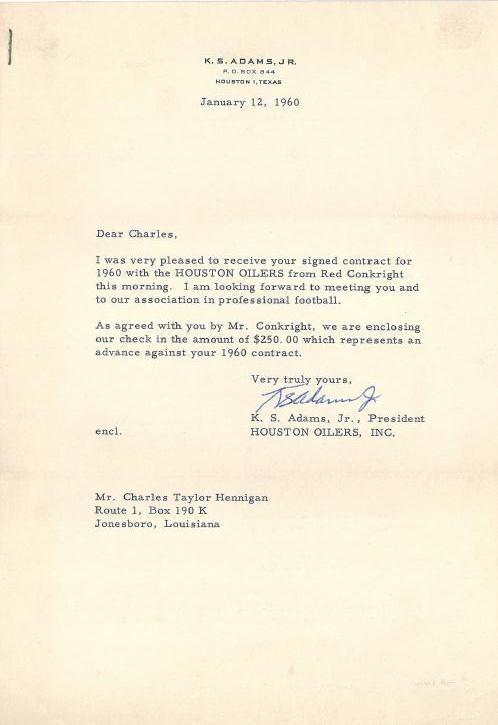 K. S. ADAMS, JR.
P. O. BOX 844
HOUSTON 1, TEXAS
January 12, 1960
Dear Charles,
I was very pleased to receive your signed contract for
1960 with the HOUSTON OILERS from Red Conkright
this morning. I am looking forward to meeting you and
to our association in professional football.
As agreed with you by Mr. Conkright, we are enclosing
our check in the amount of $250.00 which represents an
advance against your 1960 contract.
Very truly yours,
KSAdams Jr
K. S. Adams, Jr., President
encl. HOUSTON OILERS, INC.
Mr. Charles Taylor Hennigan
Route 1, Box 190 K
Jonesboro, Louisiana